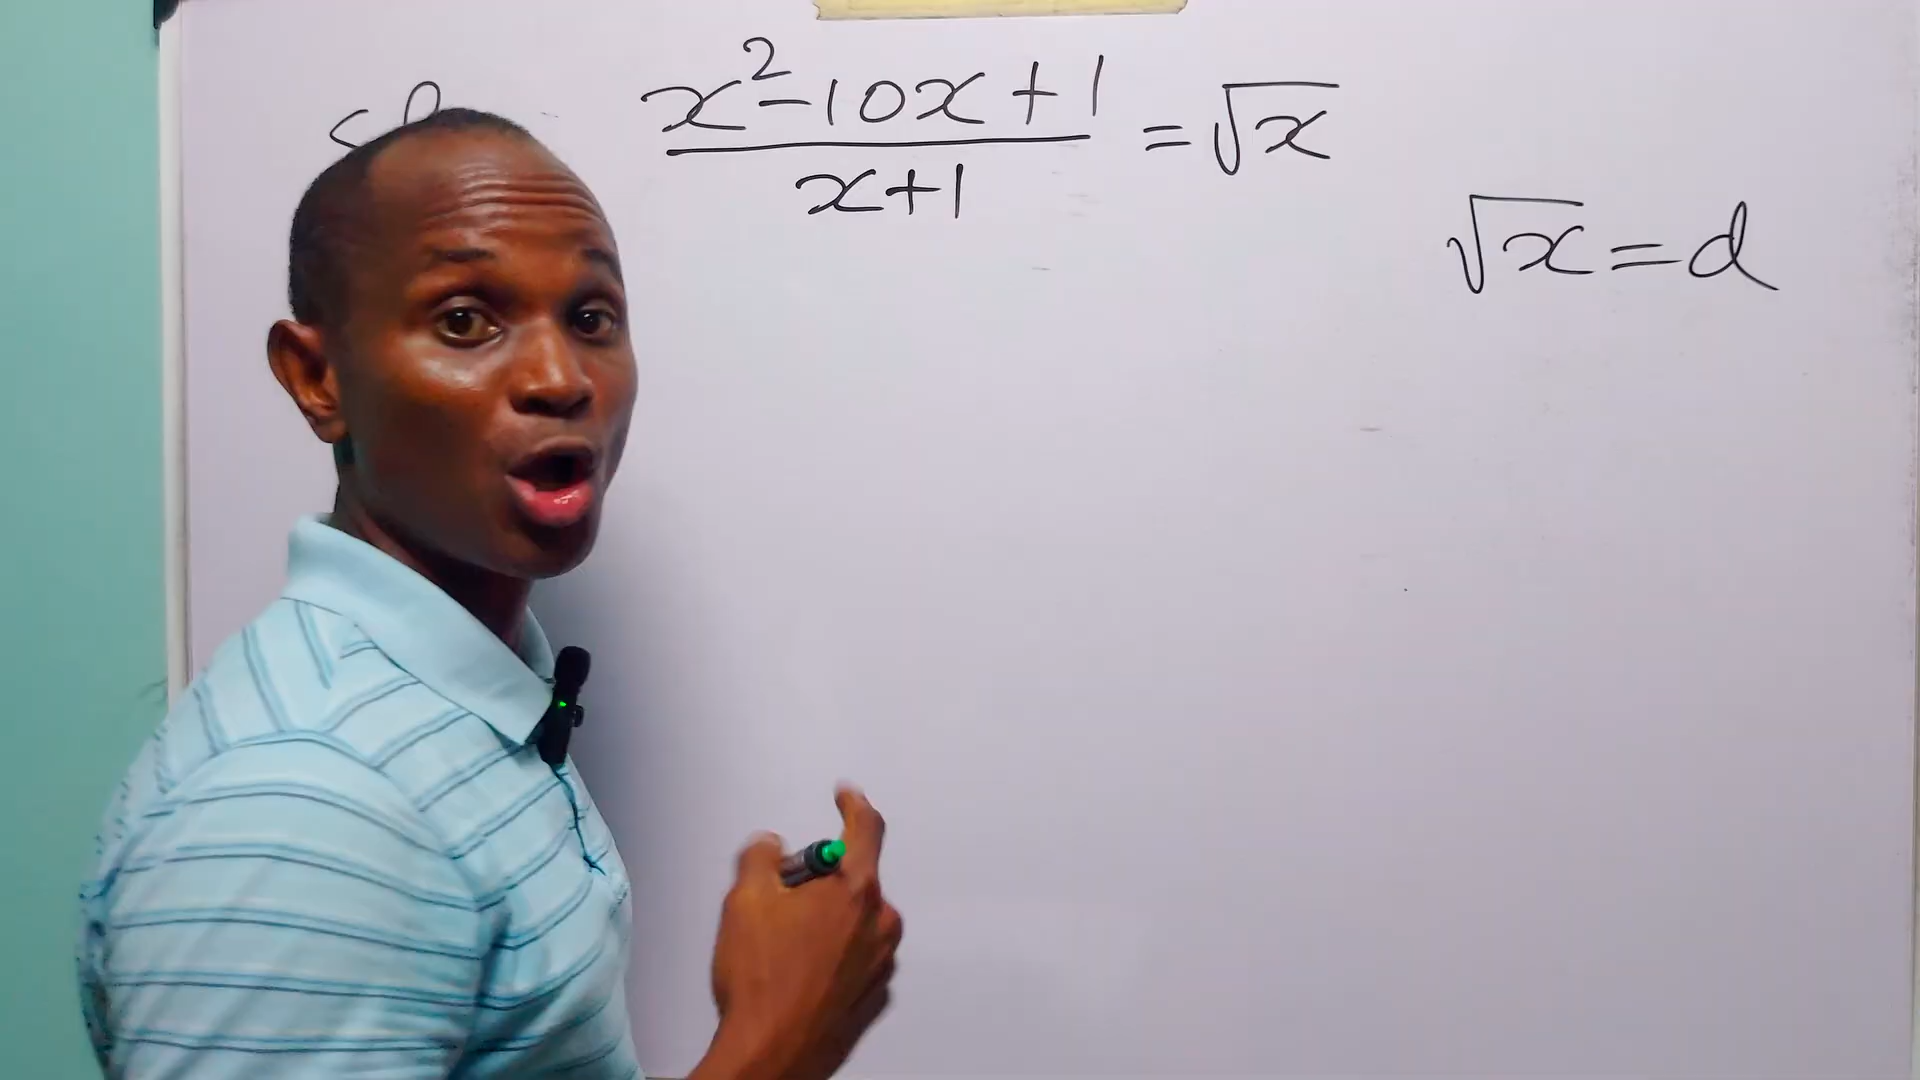 x² - 10x + 1 / x + 1 = √x
√x = d